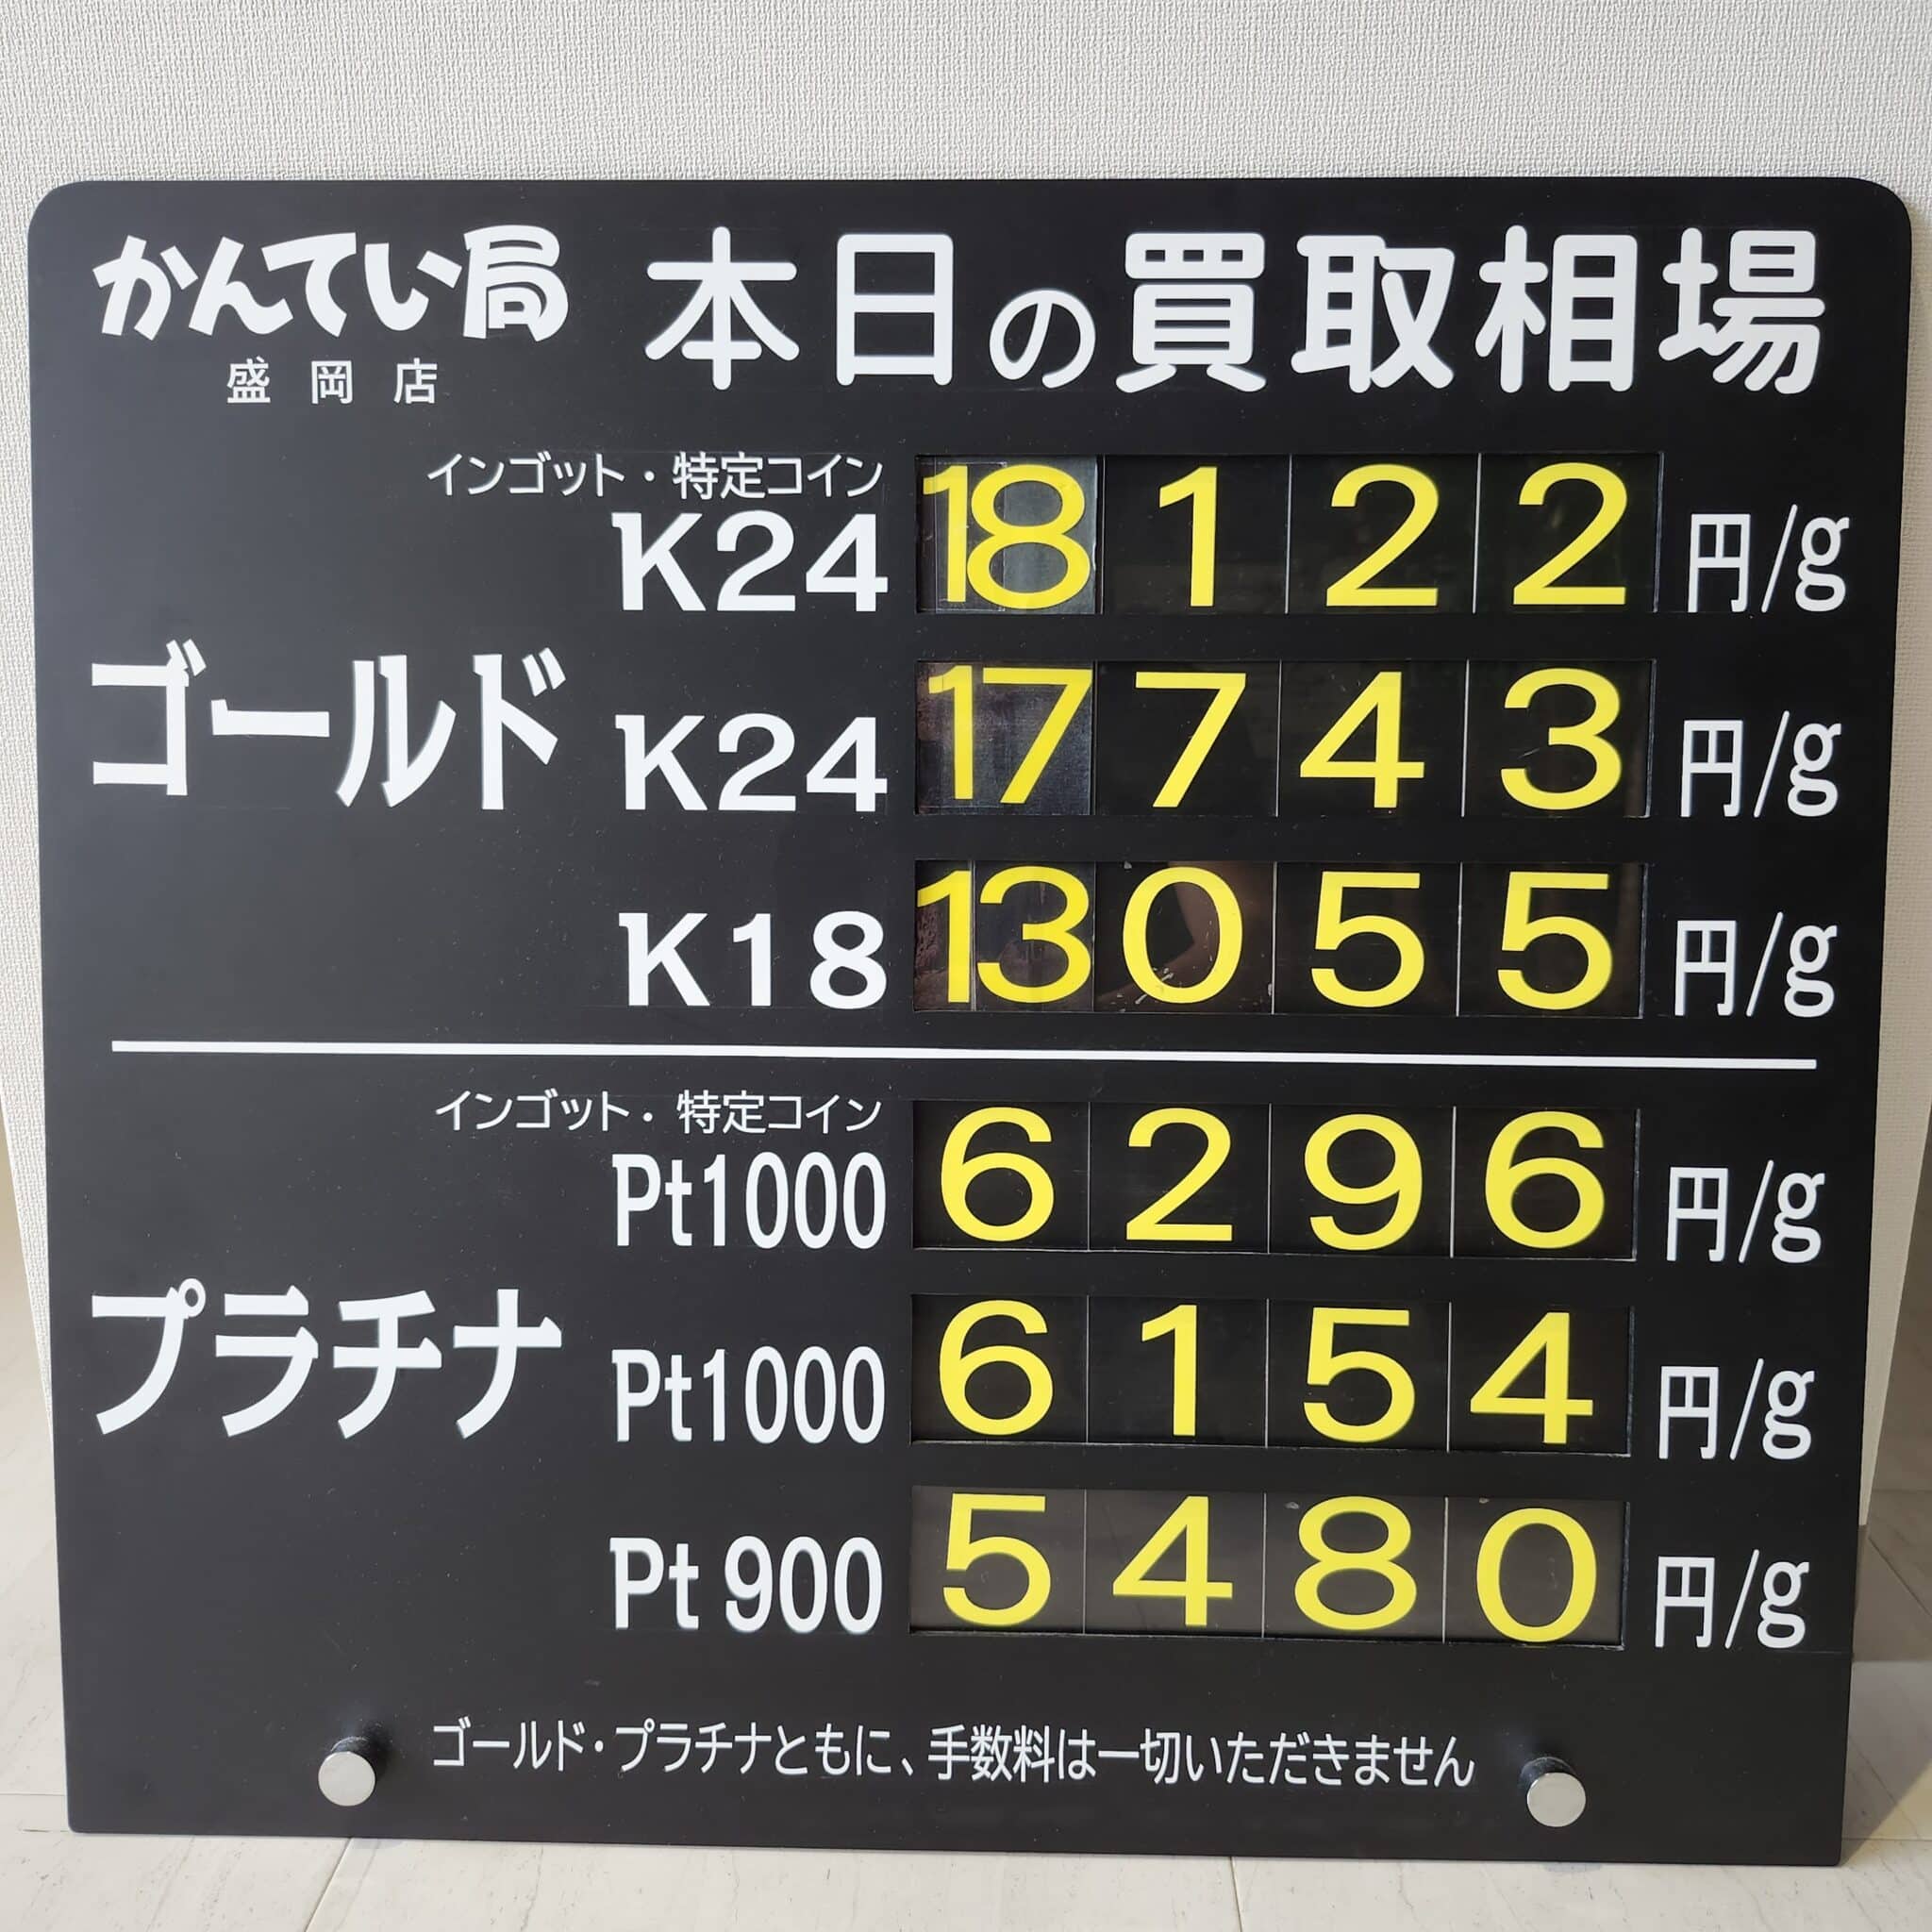 かんてい局 本日の買取相場
盛岡店
インゴット・特定コイン
K24 18122 円/g
ゴールド K24 17743 円/g
K18 13055 円/g
インゴット・特定コイン
Pt1000 6296 円/g
プラチナ Pt1000 6154 円/g
Pt 900 5480 円/g
ゴールド・プラチナともに、手数料は一切いただきません